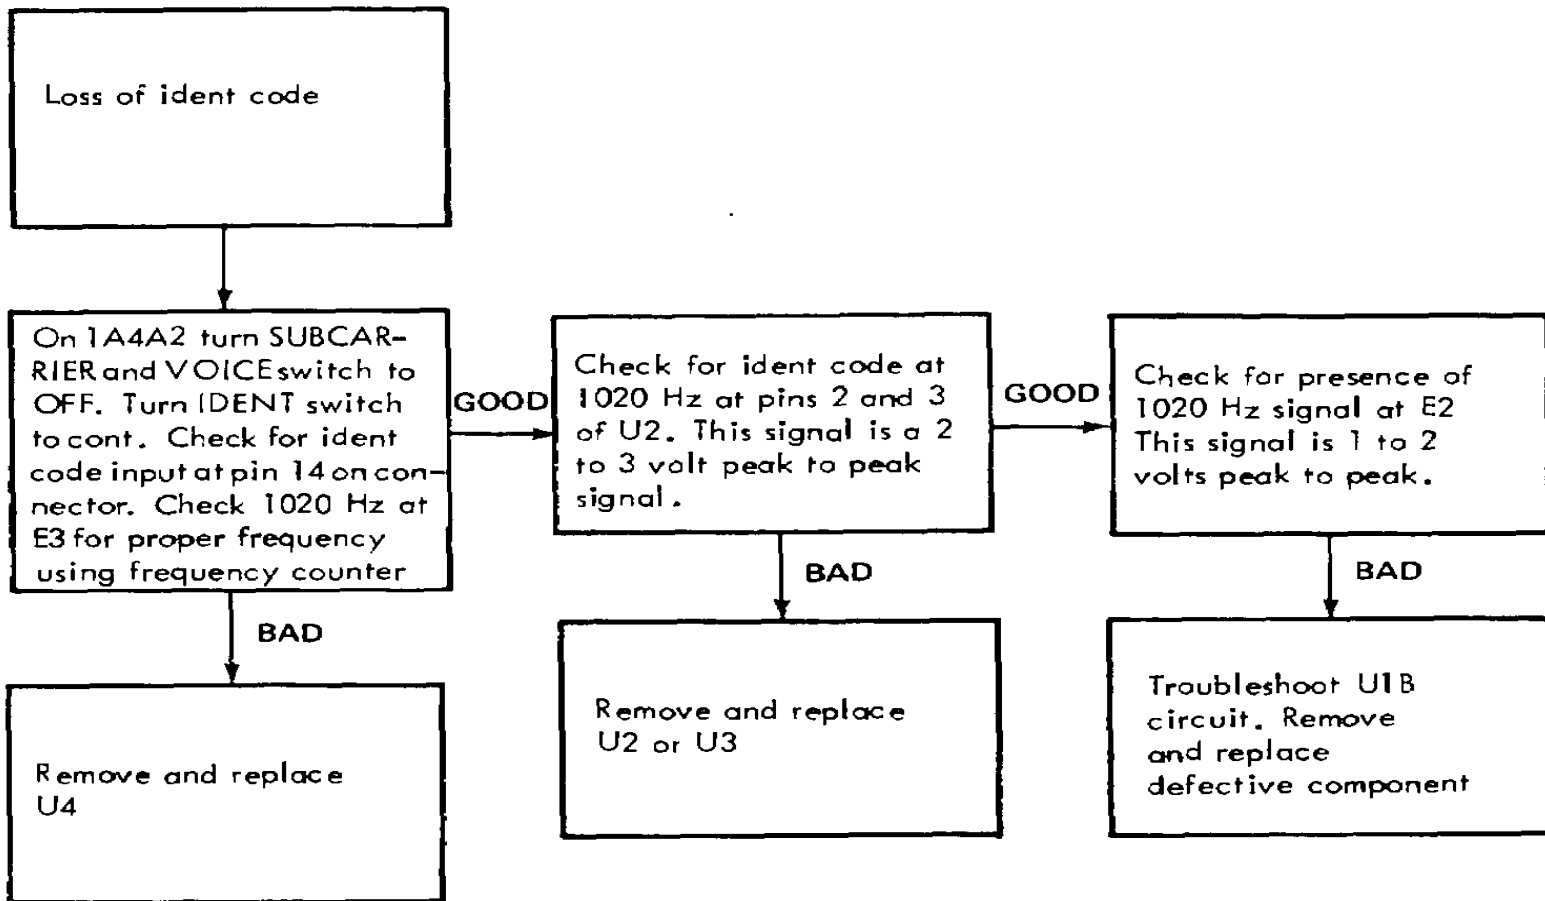 Loss of ident code
On 1A4A2 turn SUBCAR-
RIER and VOICE switch to
OFF. Turn IDENT switch
to cont. Check for ident
code input at pin 14 on con-
nector. Check 1020 Hz at
E3 for proper frequency
using frequency counter
GOOD
Check for ident code at
1020 Hz at pins 2 and 3
of U2. This signal is a 2
to 3 volt peak to peak
signal.
GOOD
Check for presence of
1020 Hz signal at E2
This signal is 1 to 2
volts peak to peak.
BAD
BAD
BAD
Remove and replace
U4
Remove and replace
U2 or U3
Troubleshoot U1B
circuit. Remove
and replace
defective component